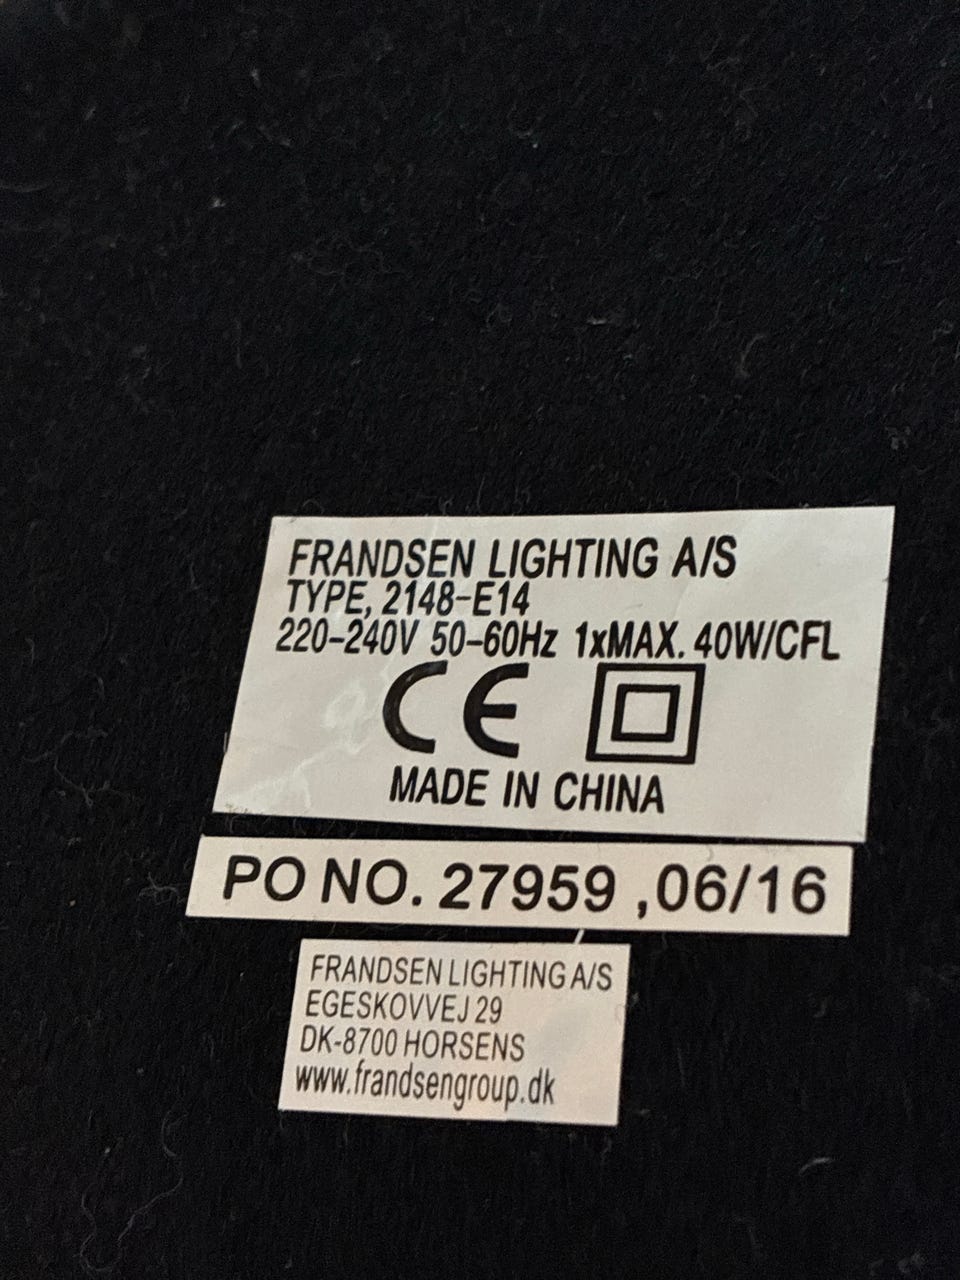 FRANDSEN LIGHTING A/S
TYPE, 2148-E14
220-240V 50-60Hz 1xMAX. 40W/CFL
CE
MADE IN CHINA
PO NO. 27959 ,06/16
FRANDSEN LIGHTING A/S
EGESKOVVEJ 29
DK-8700 HORSENS
www.frandsengroup.dk